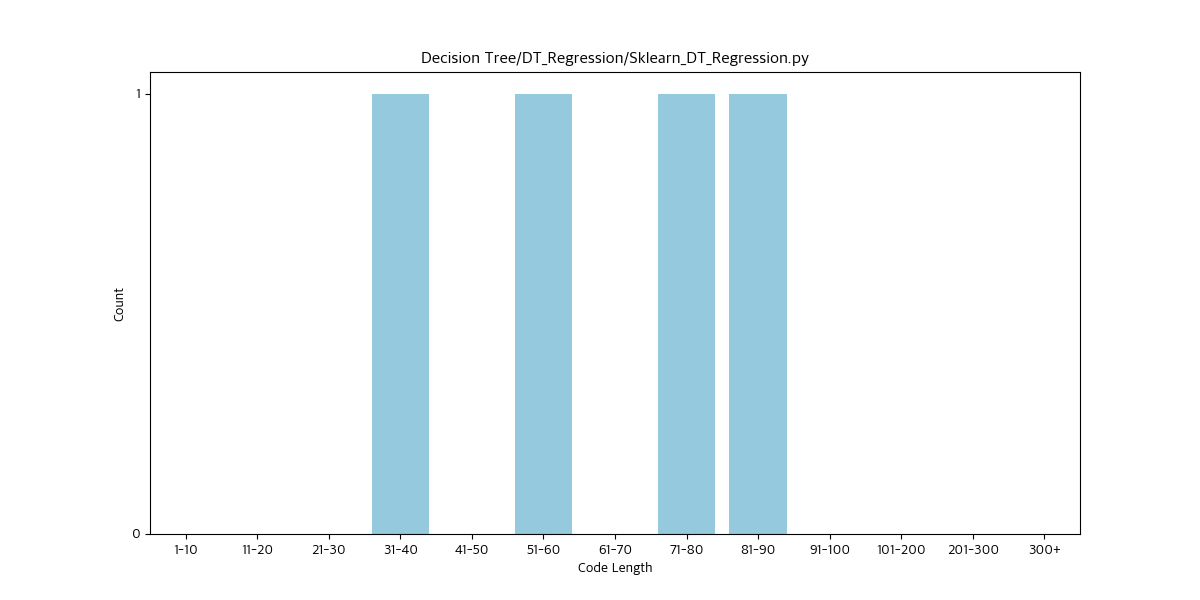 Decision Tree/DT_Regression/Sklearn_DT_Regression.py
1
Count
0
1-10 11-20 21-30 31-40 41-50 51-60 61-70 71-80 81-90 91-100 101-200 201-300 300+
Code Length